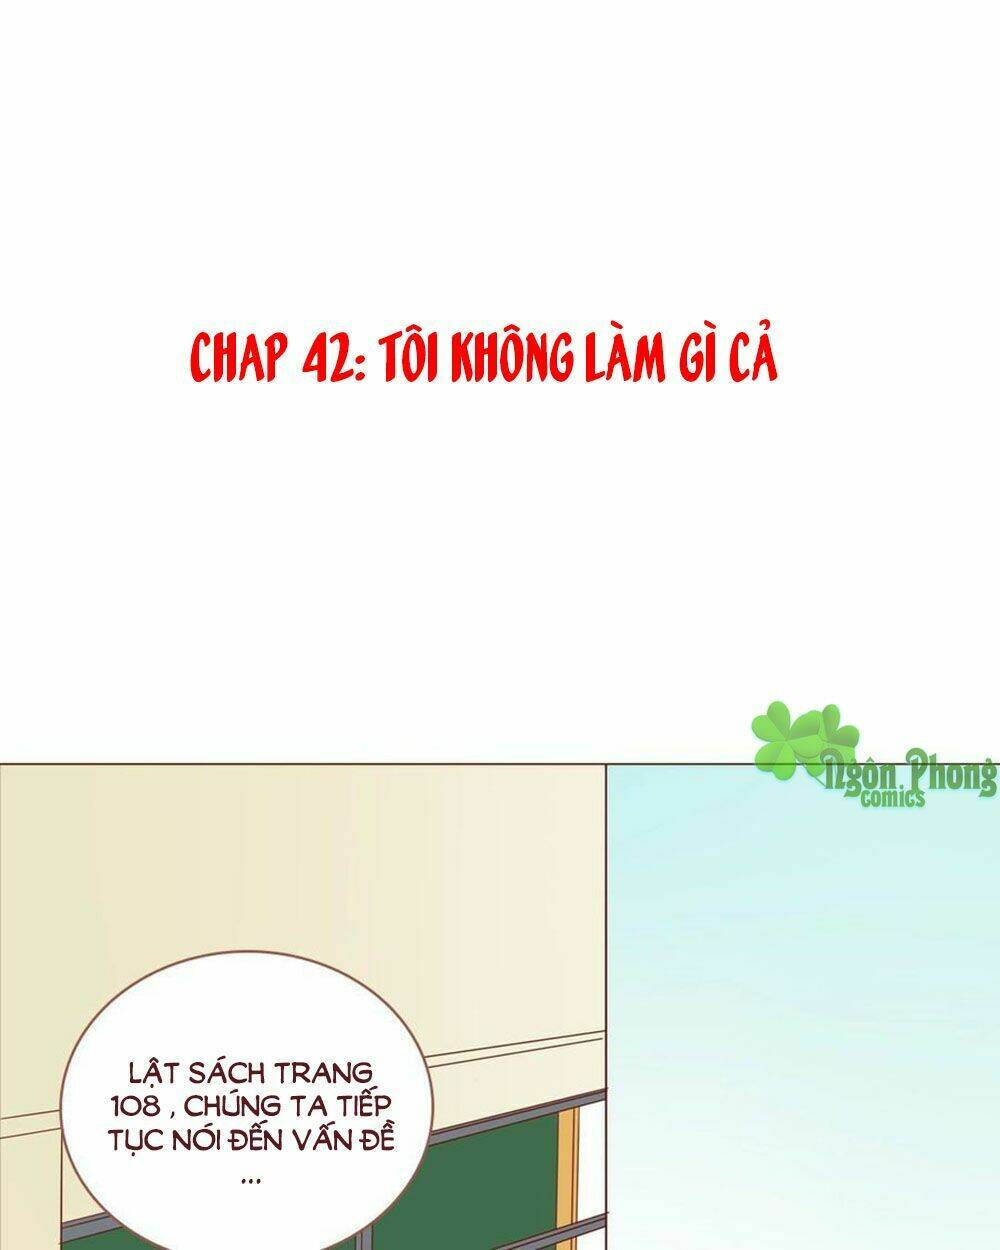 CHAP 42: TÔI KHÔNG LÀM GÌ CẢ
Ngôn Phong
comics
LẬT SÁCH TRANG
108 , CHÚNG TA TIẾP
TỤC NÓI ĐẾN VẤN ĐỀ
...